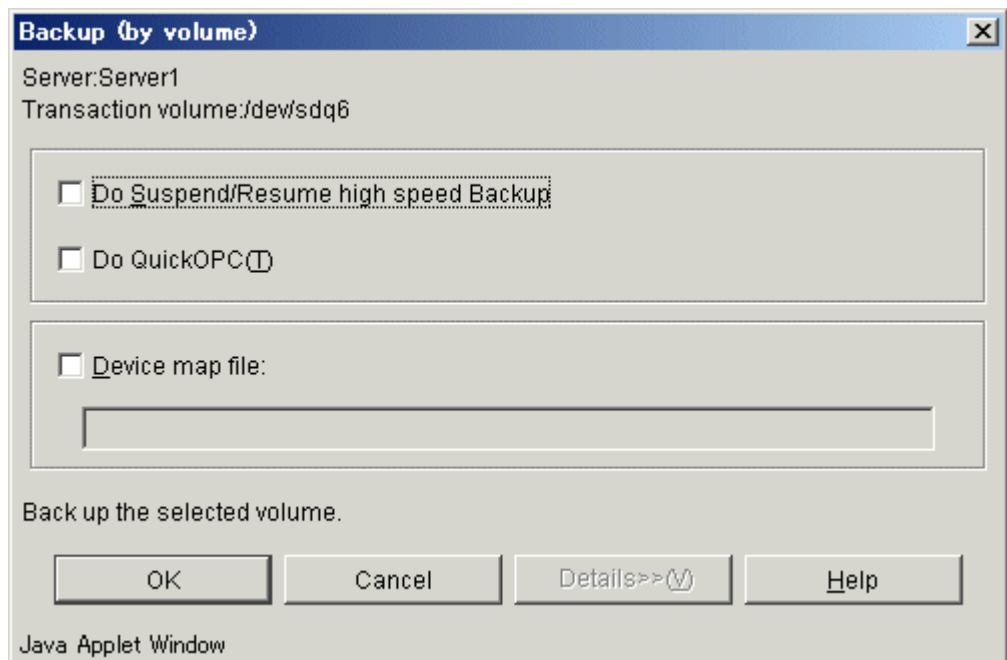 Backup (by volume)
Server:Server1
Transaction volume:/dev/sdq6
Do Suspend/Resume high speed Backup
Do QuickOPC(T)
Device map file:
Back up the selected volume.
OK Cancel Details>>(V) Help
Java Applet Window